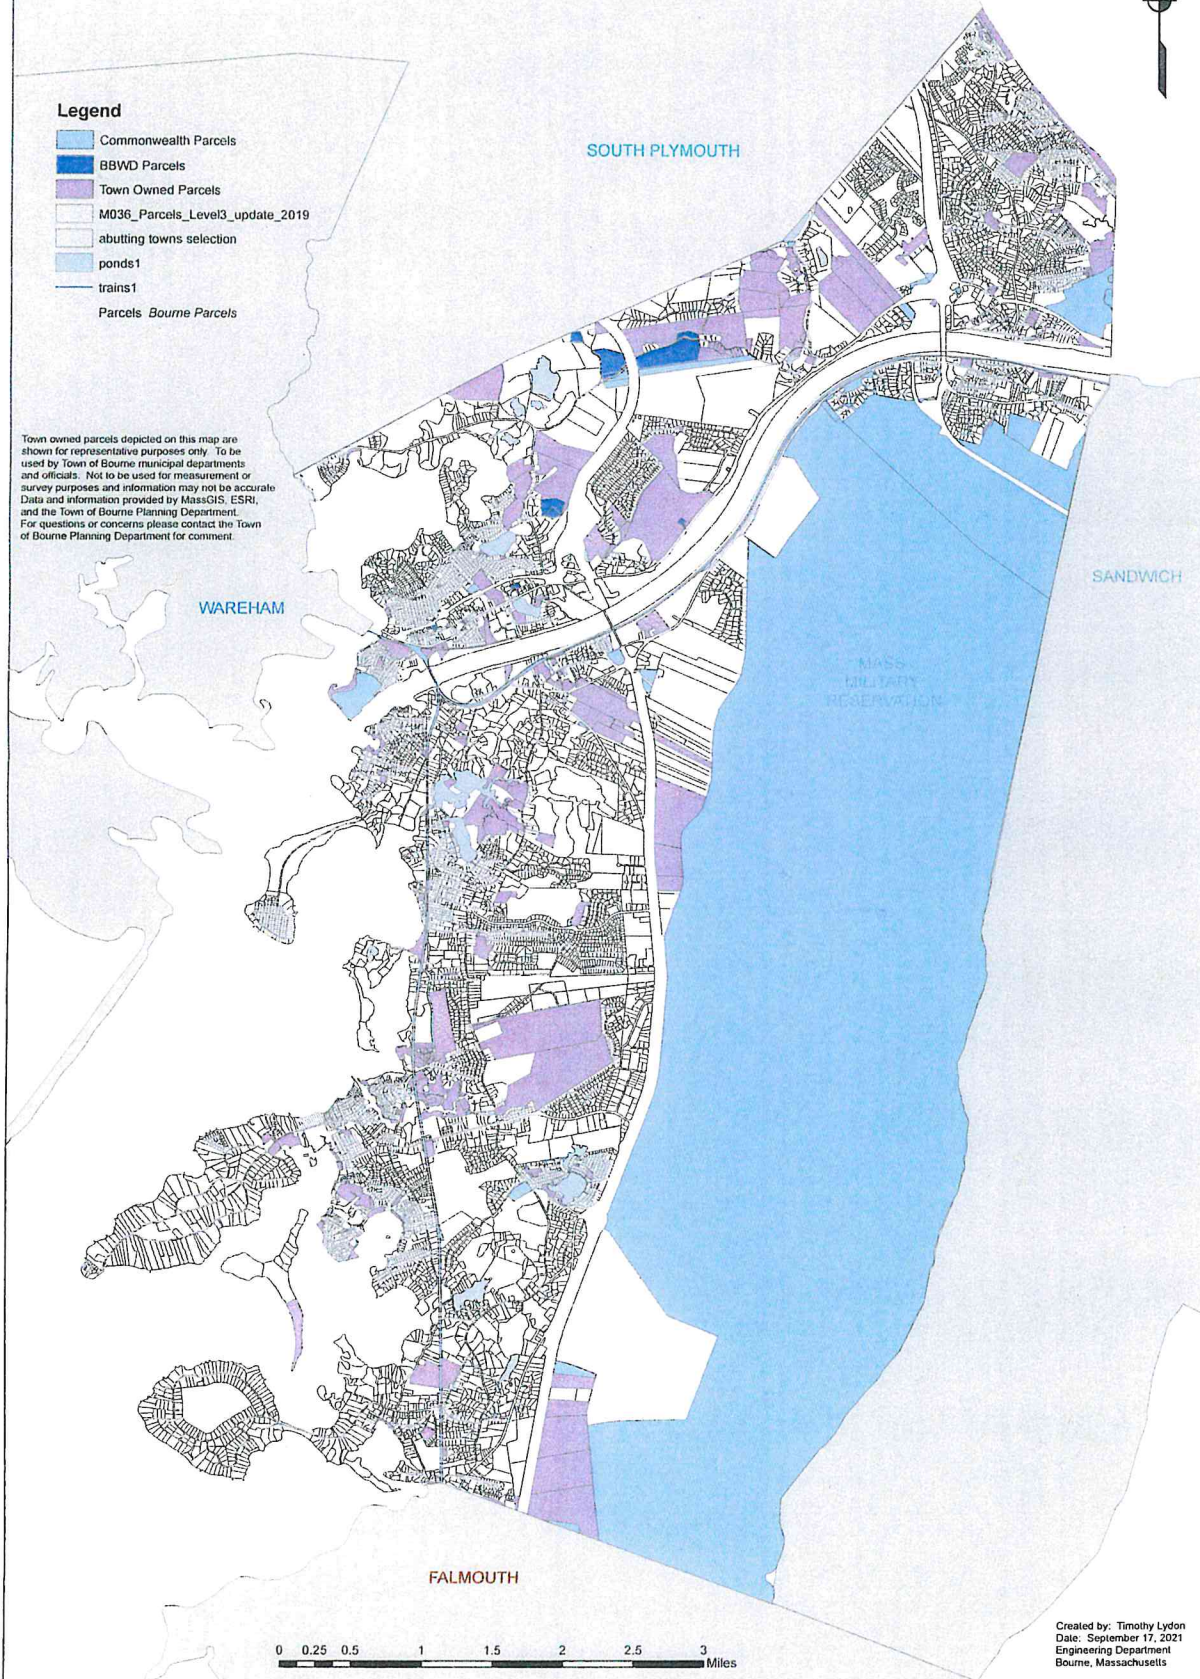 Legend
Commonwealth Parcels
BBWD Parcels
Town Owned Parcels
M036_Parcels_Level3_update_2019
abutting towns selection
ponds1
trains1
Parcels Bourne Parcels
SOUTH PLYMOUTH
Town owned parcels depicted on this map are
shown for representative purposes only. To be
used by Town of Bourne municipal departments
and officials. Not to be used for measurement or
survey purposes and information may not be accurate
Data and information provided by MassGIS, ESRI,
and the Town of Bourne Planning Department.
For questions or concerns please contact the Town
of Bourne Planning Department for comment.
SANDWICH
WAREHAM
MASS
MILITARY
RESERVATION
FALMOUTH
0 0.25 0.5 1 1.5 2 2.5 3
Miles
Created by: Timothy Lydon
Date: September 17, 2021
Engineering Department
Bourne, Massachusetts